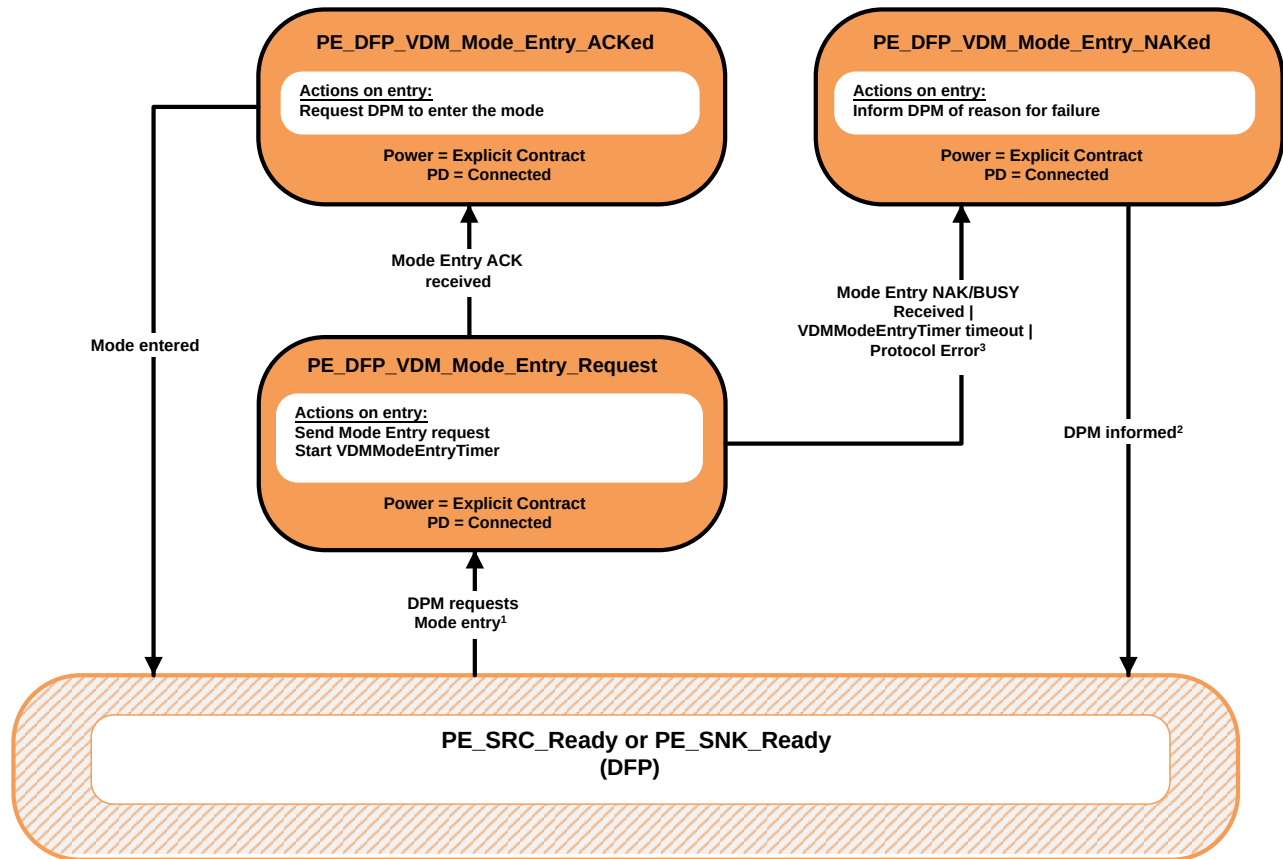 PE_DFP_VDM_Mode_Entry_ACKed
Actions on entry:
Request DPM to enter the mode
Power = Explicit Contract
PD = Connected
PE_DFP_VDM_Mode_Entry_NAKed
Actions on entry:
Inform DPM of reason for failure
Power = Explicit Contract
PD = Connected
Mode Entry ACK
received
Mode Entry NAK/BUSY
Received |
VDMModeEntryTimer timeout |
Protocol Error³
Mode entered
PE_DFP_VDM_Mode_Entry_Request
Actions on entry:
Send Mode Entry request
Start VDMModeEntryTimer
Power = Explicit Contract
PD = Connected
DPM informed²
DPM requests
Mode entry¹
PE_SRC_Ready or PE_SNK_Ready
(DFP)